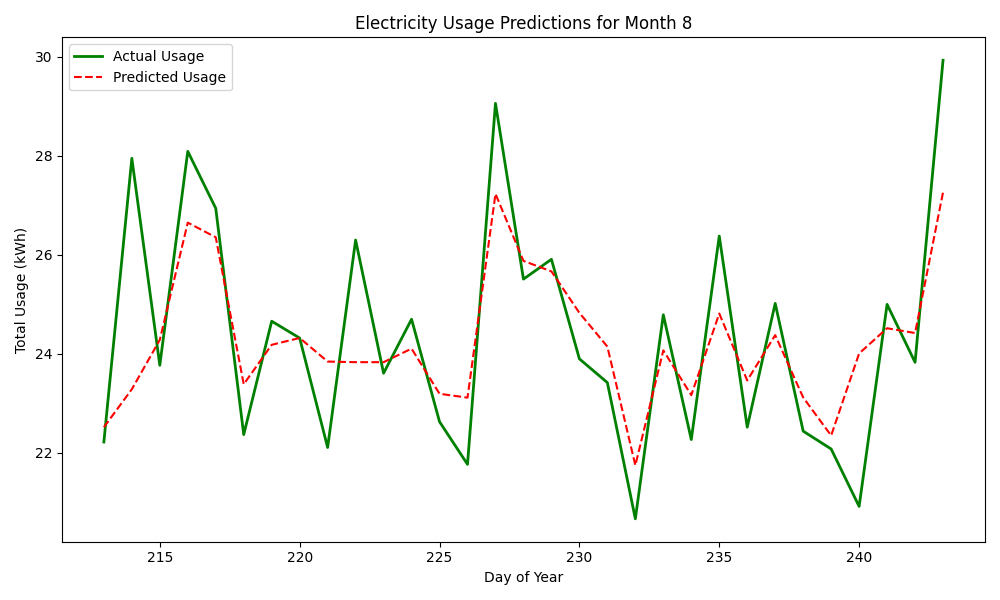 Electricity Usage Predictions for Month 8
Actual Usage
Predicted Usage
30
28
26
24
22
Total Usage (kWh)
215
220
225
230
235
240
Day of Year